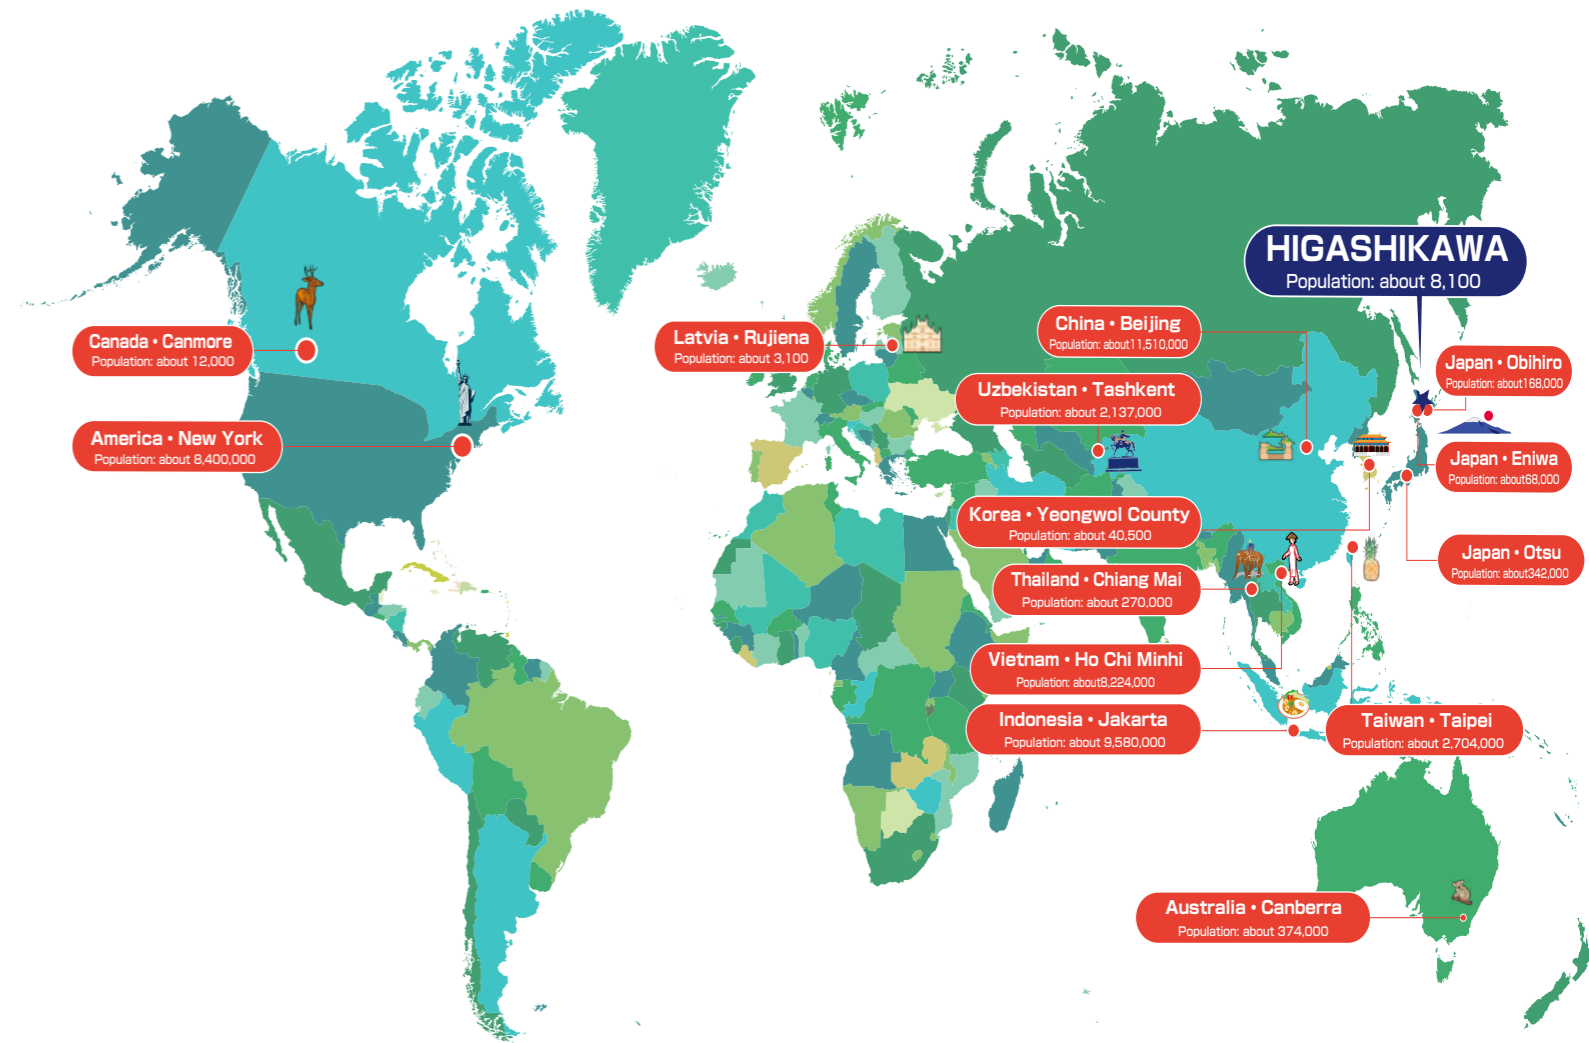 HIGASHIKAWA
Population: about 8,100
Canada • Canmore
Population: about 12,000
America • New York
Population: about 8,400,000
Latvia • Rujiena
Population: about 3,100
China • Beijing
Population: about11,510,000
Uzbekistan • Tashkent
Population: about 2,137,000
Japan • Obihiro
Population: about168,000
Japan • Eniwa
Population: about68,000
Korea • Yeongwol County
Population: about 40,500
Japan • Otsu
Population: about342,000
Thailand • Chiang Mai
Population: about 270,000
Vietnam • Ho Chi Minhi
Population: about8,224,000
Indonesia • Jakarta
Population: about 9,580,000
Taiwan • Taipei
Population: about 2,704,000
Australia • Canberra
Population: about 374,000